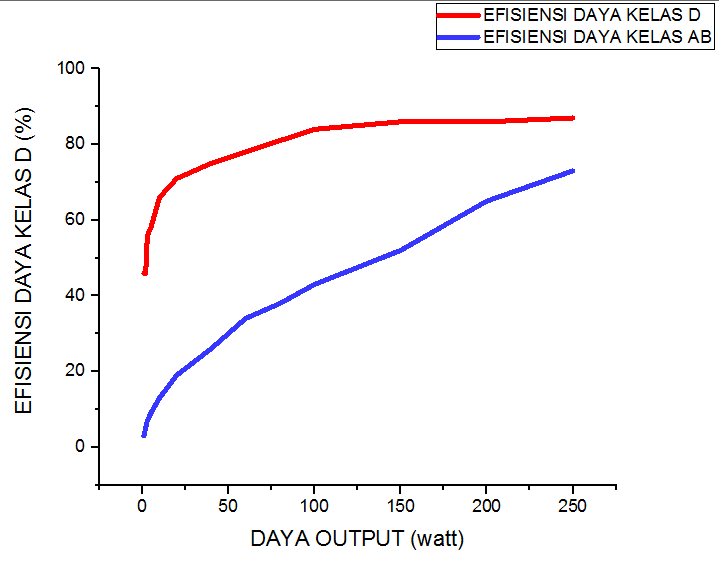 EFISIENSI DAYA KELAS D
EFISIENSI DAYA KELAS AB
EFISIENSI DAYA KELAS D (%)
100
80
60
40
20
0
0 50 100 150 200 250
DAYA OUTPUT (watt)